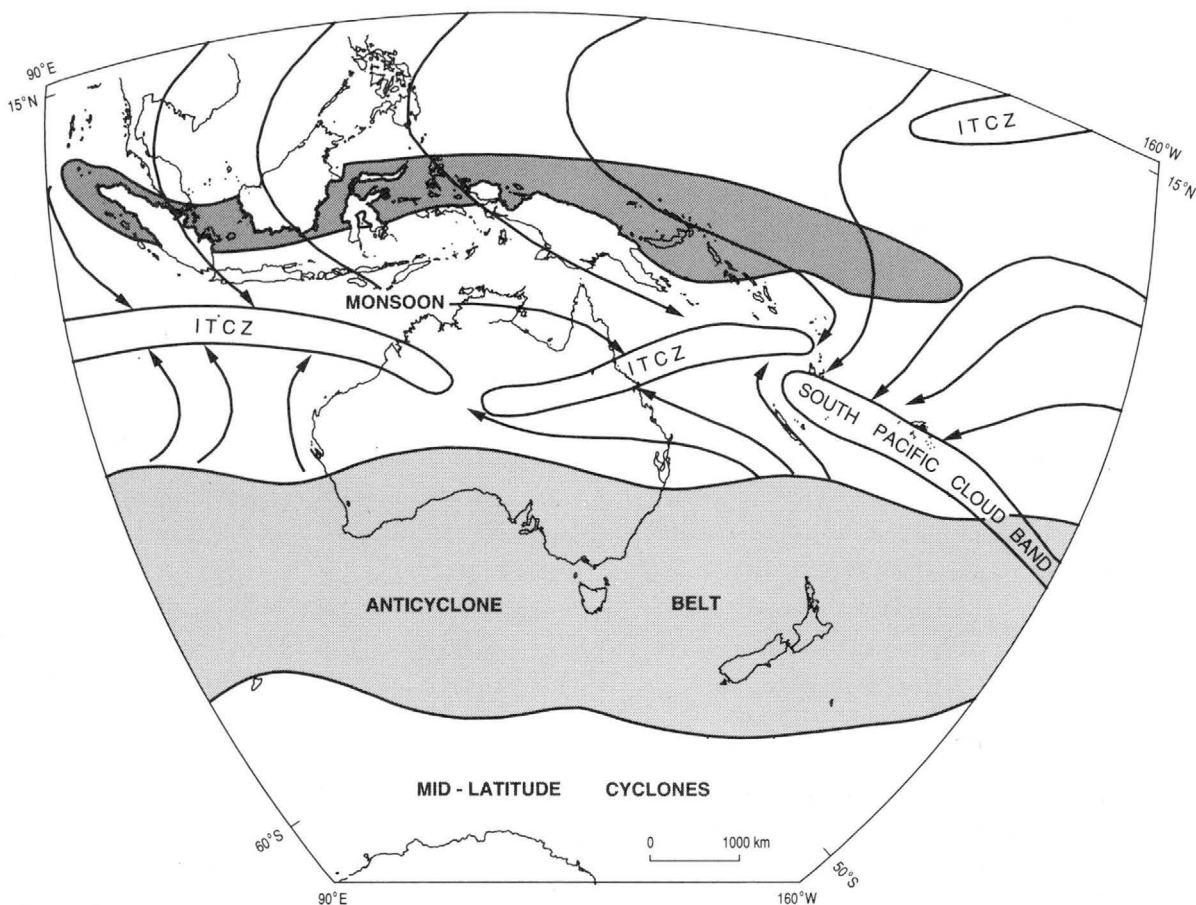 90°E
15°N
ITCZ
160°W
15°N
MONSOON
ITCZ
ITCZ
SOUTH PACIFIC CLOUD BAND
ANTICYCLONE BELT
MID - LATITUDE CYCLONES
0 1000 km
60°S
50°S
90°E
160°W